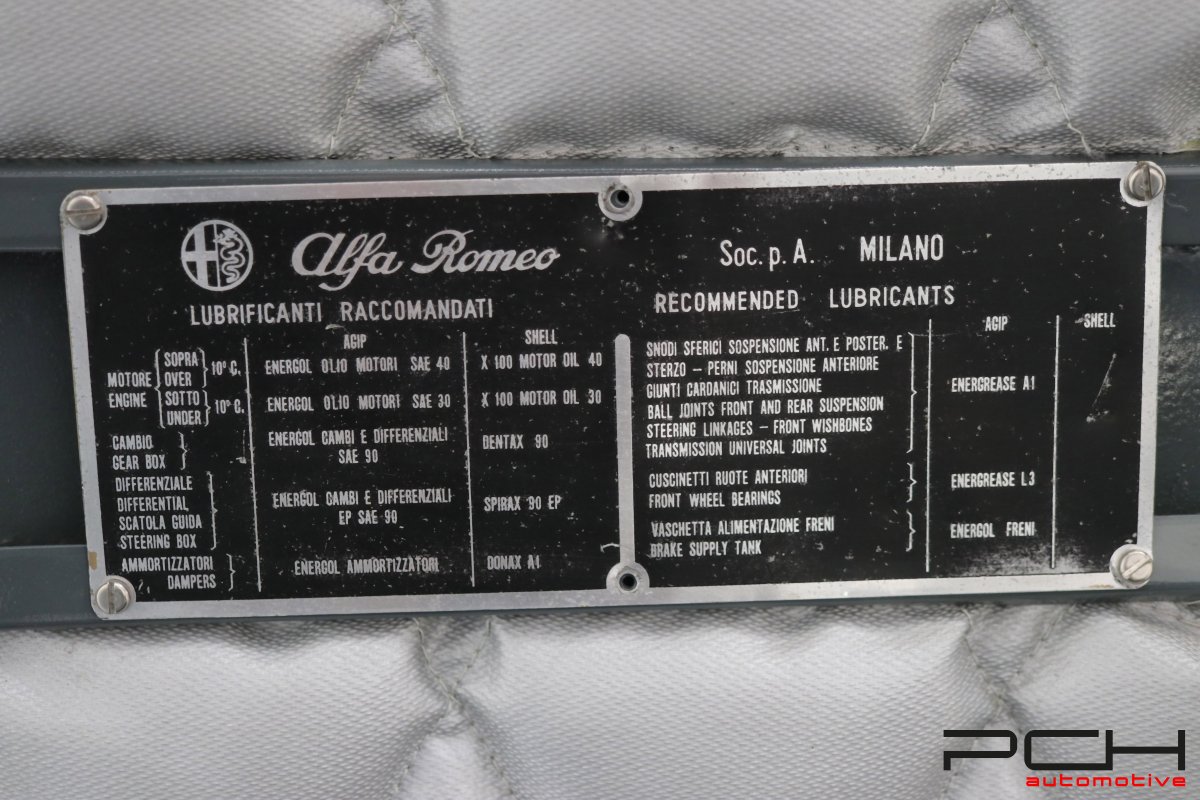 Alfa Romeo
Soc. p. A. MILANO
LUBRIFICANTI RACCOMANDATI
RECOMMENDED LUBRICANTS
AGIP
SHELL
MOTORE
ENGINE
SOPRA
OVER
10° C.
ENERGOL OLIO MOTORI SAE 40
X 100 MOTOR OIL 40
SOTTO
UNDER
10° C.
ENERGOL OLIO MOTORI SAE 30
X 100 MOTOR OIL 30
CAMBIO
GEAR BOX
ENERGOL CAMBI E DIFFERENZIALI
SAE 90
DENTAX 90
DIFFERENZIALE
DIFFERENTIAL
SCATOLA GUIDA
STEERING BOX
ENERGOL CAMBI E DIFFERENZIALI
EP SAE 90
SPIRAX 90 EP
AMMORTIZZATORI
DAMPERS
ENERGOL AMMORTIZZATORI
DONAX A1
AGIP
SHELL
SNODI SFERICI SOSPENSIONE ANT. E POSTER. E
STERZO - PERNI SOSPENSIONE ANTERIORE
GIUNTI CARDANICI TRASMISSIONE
BALL JOINTS FRONT AND REAR SUSPENSION
STEERING LINKAGES - FRONT WISHBONES
TRANSMISSION UNIVERSAL JOINTS
ENERGREASE A1
CUSCINETTI RUOTE ANTERIORI
FRONT WHEEL BEARINGS
ENERGREASE L3
VASCHETTA ALIMENTAZIONE FRENI
BRAKE SUPPLY TANK
ENERGOL FRENI
PCH
automotive